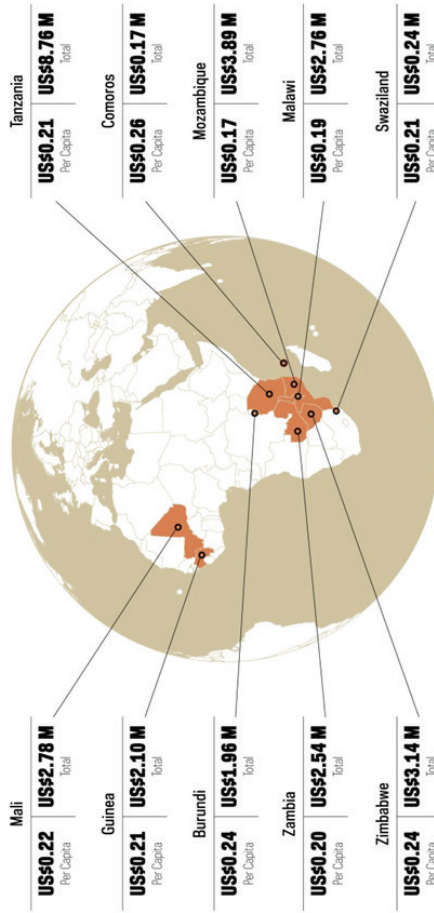 Mali
US$0.22 US$2.78 M
Per Capita Total
Guinea
US$0.21 US$2.10 M
Per Capita Total
Burundi
US$0.24 US$1.96 M
Per Capita Total
Zambia
US$0.20 US$2.54 M
Per Capita Total
Zimbabwe
US$0.24 US$3.14 M
Per Capita Total
Tanzania
US$0.21 US$8.76 M
Per Capita Total
Comoros
US$0.26 US$0.17 M
Per Capita Total
Mozambique
US$0.17 US$3.89 M
Per Capita Total
Malawi
US$0.19 US$2.76 M
Per Capita Total
Swaziland
US$0.21 US$0.24 M
Per Capita Total